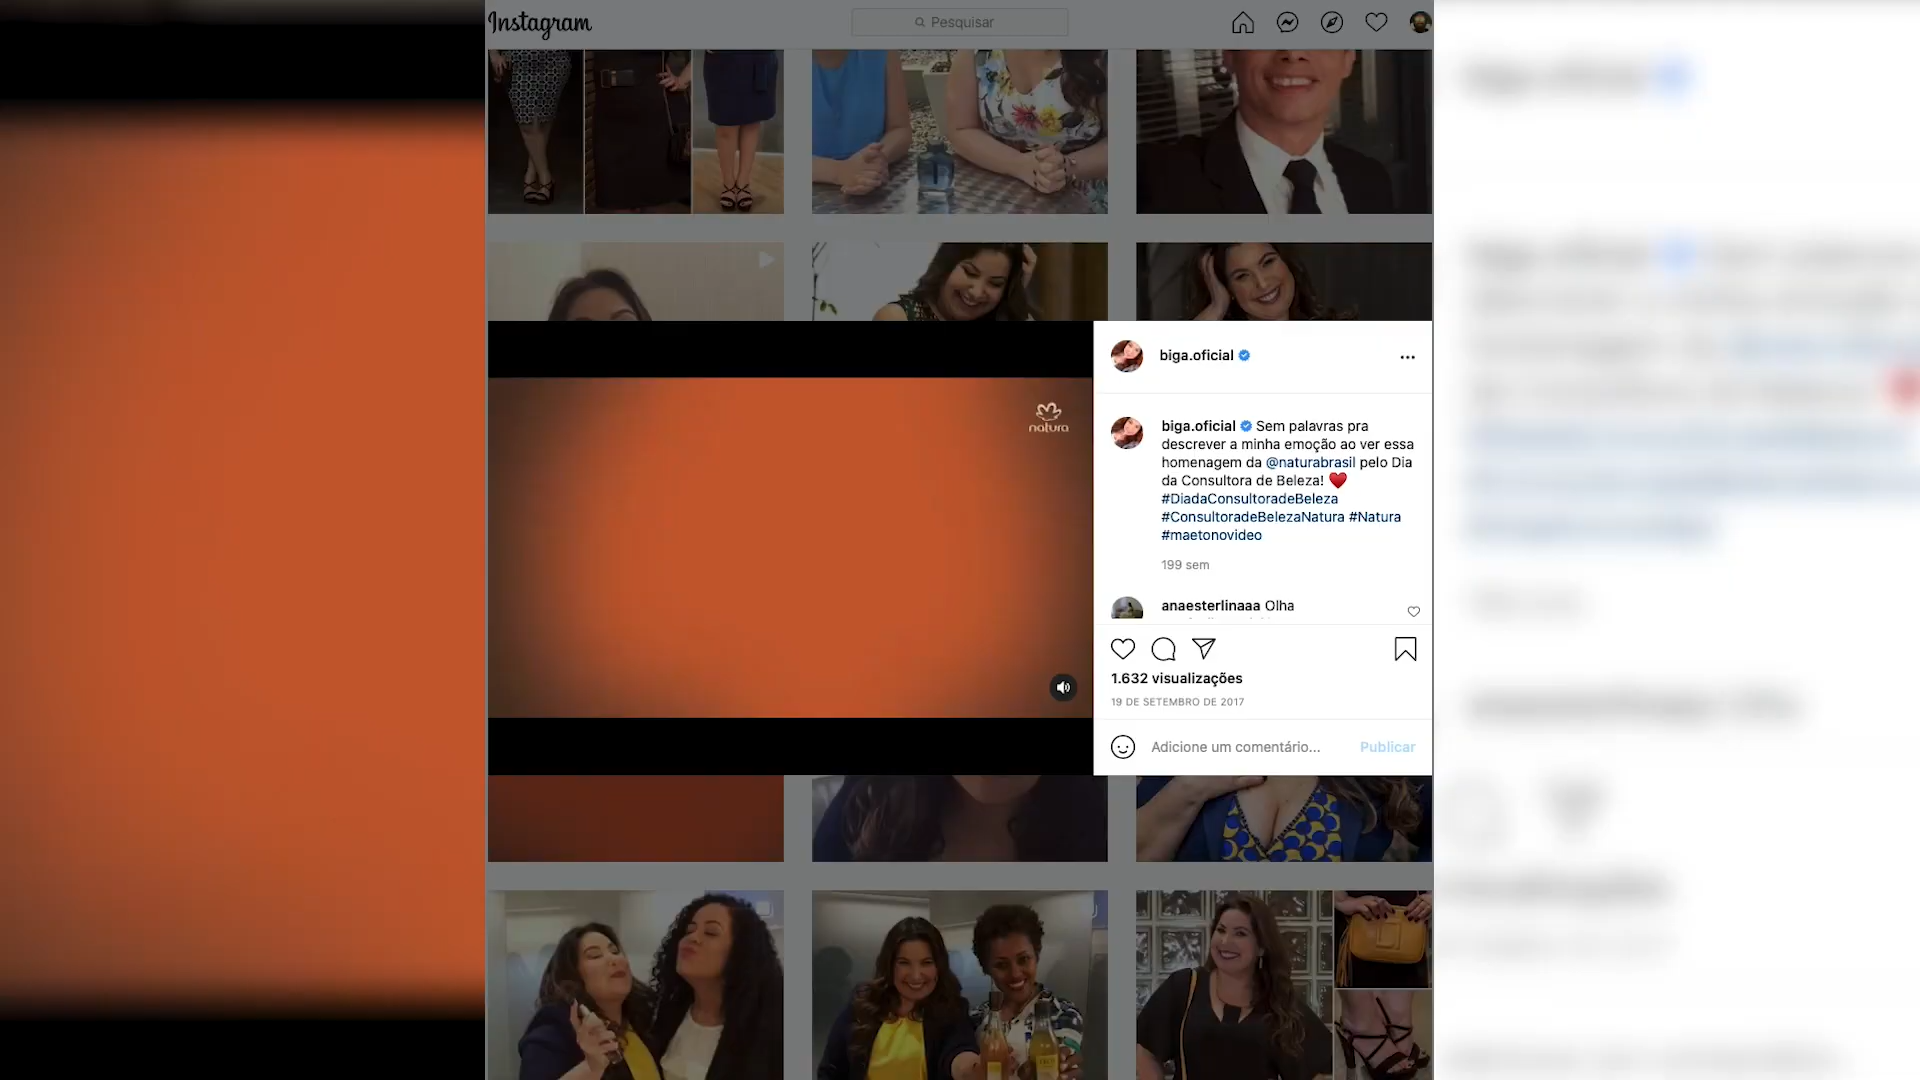 Instagram
Pesquisar
natura
biga.oficial
biga.oficial Sem palavras pra
descrever a minha emoção ao ver essa
homenagem da @naturabrasil pelo Dia
da Consultora de Beleza! ♥
#DiadaConsultoradeBeleza
#ConsultoradeBelezaNatura #Natura
#maetonovideo
199 sem
anaesterlinaaa Olha
1.632 visualizações
19 DE SETEMBRO DE 2017
Adicione um comentário...
Publicar